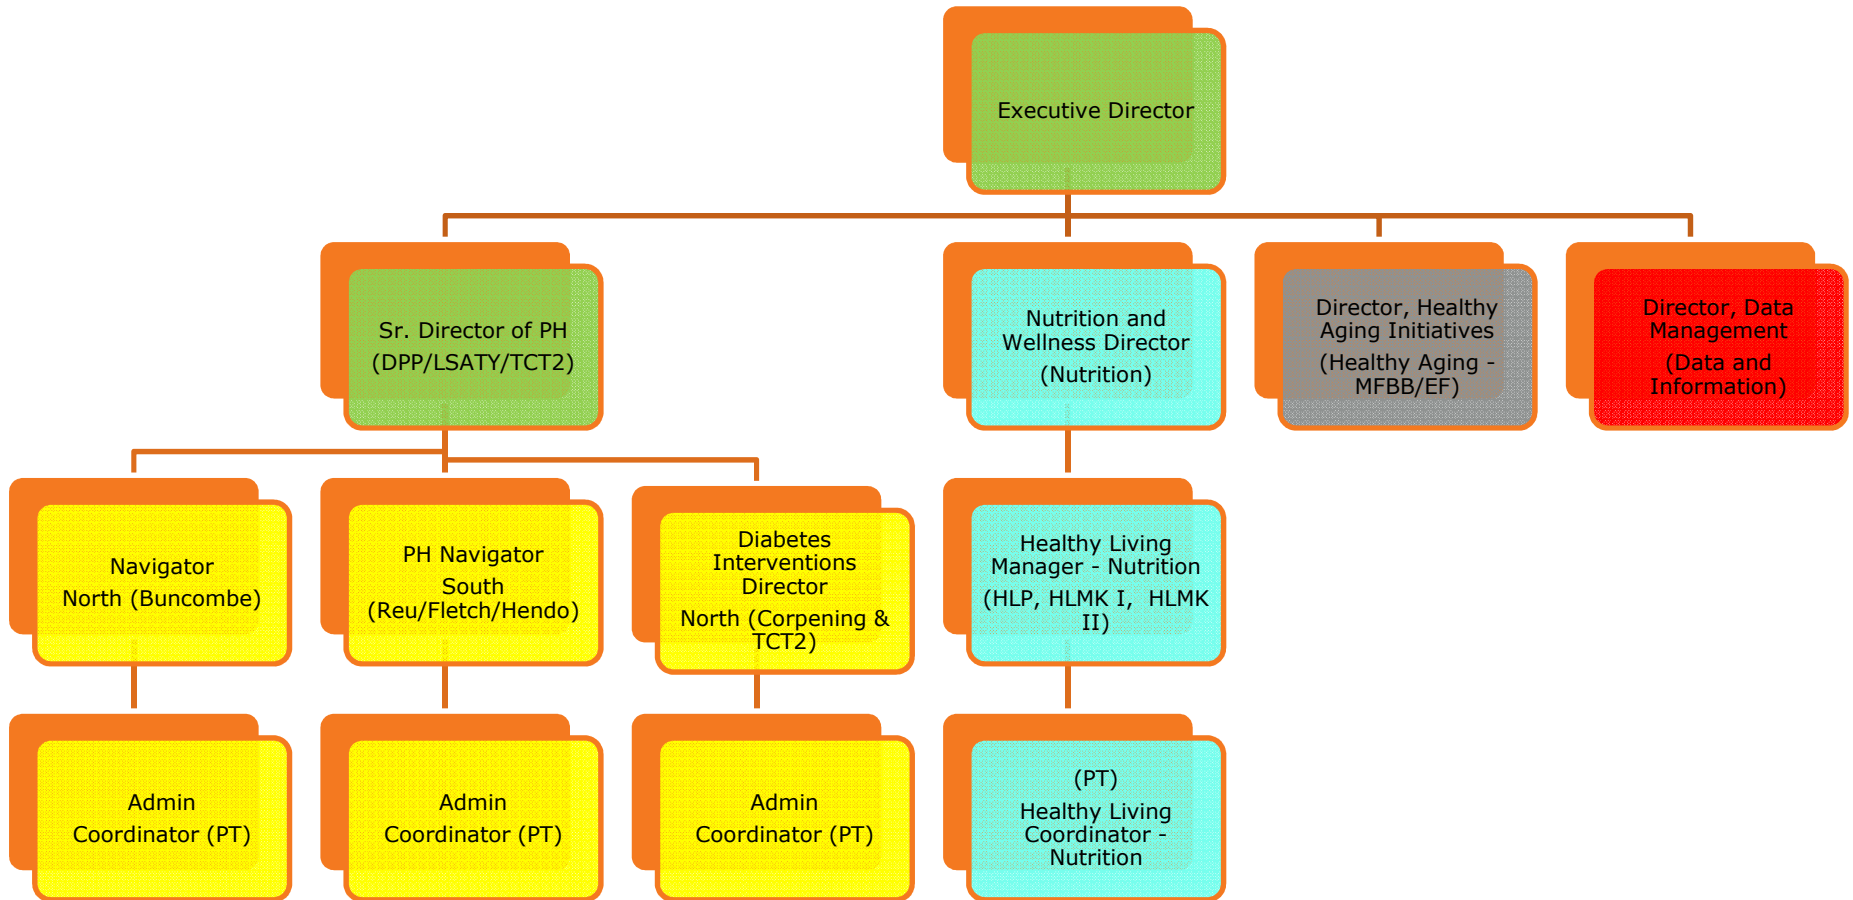 Executive Director
Sr. Director of PH
(DPP/LSATY/TCT2)
Nutrition and
Wellness Director
(Nutrition)
Director, Healthy
Aging Initiatives
(Healthy Aging -
MFBB/EF)
Director, Data
Management
(Data and
Information)
Navigator
North (Buncombe)
PH Navigator
South
(Reu/Fletch/Hendo)
Diabetes
Interventions
Director
North (Corpening &
TCT2)
Healthy Living
Manager - Nutrition
(HLP, HLMK I,  HLMK
II)
Admin
Coordinator (PT)
Admin
Coordinator (PT)
Admin
Coordinator (PT)
(PT)
Healthy Living
Coordinator -
Nutrition